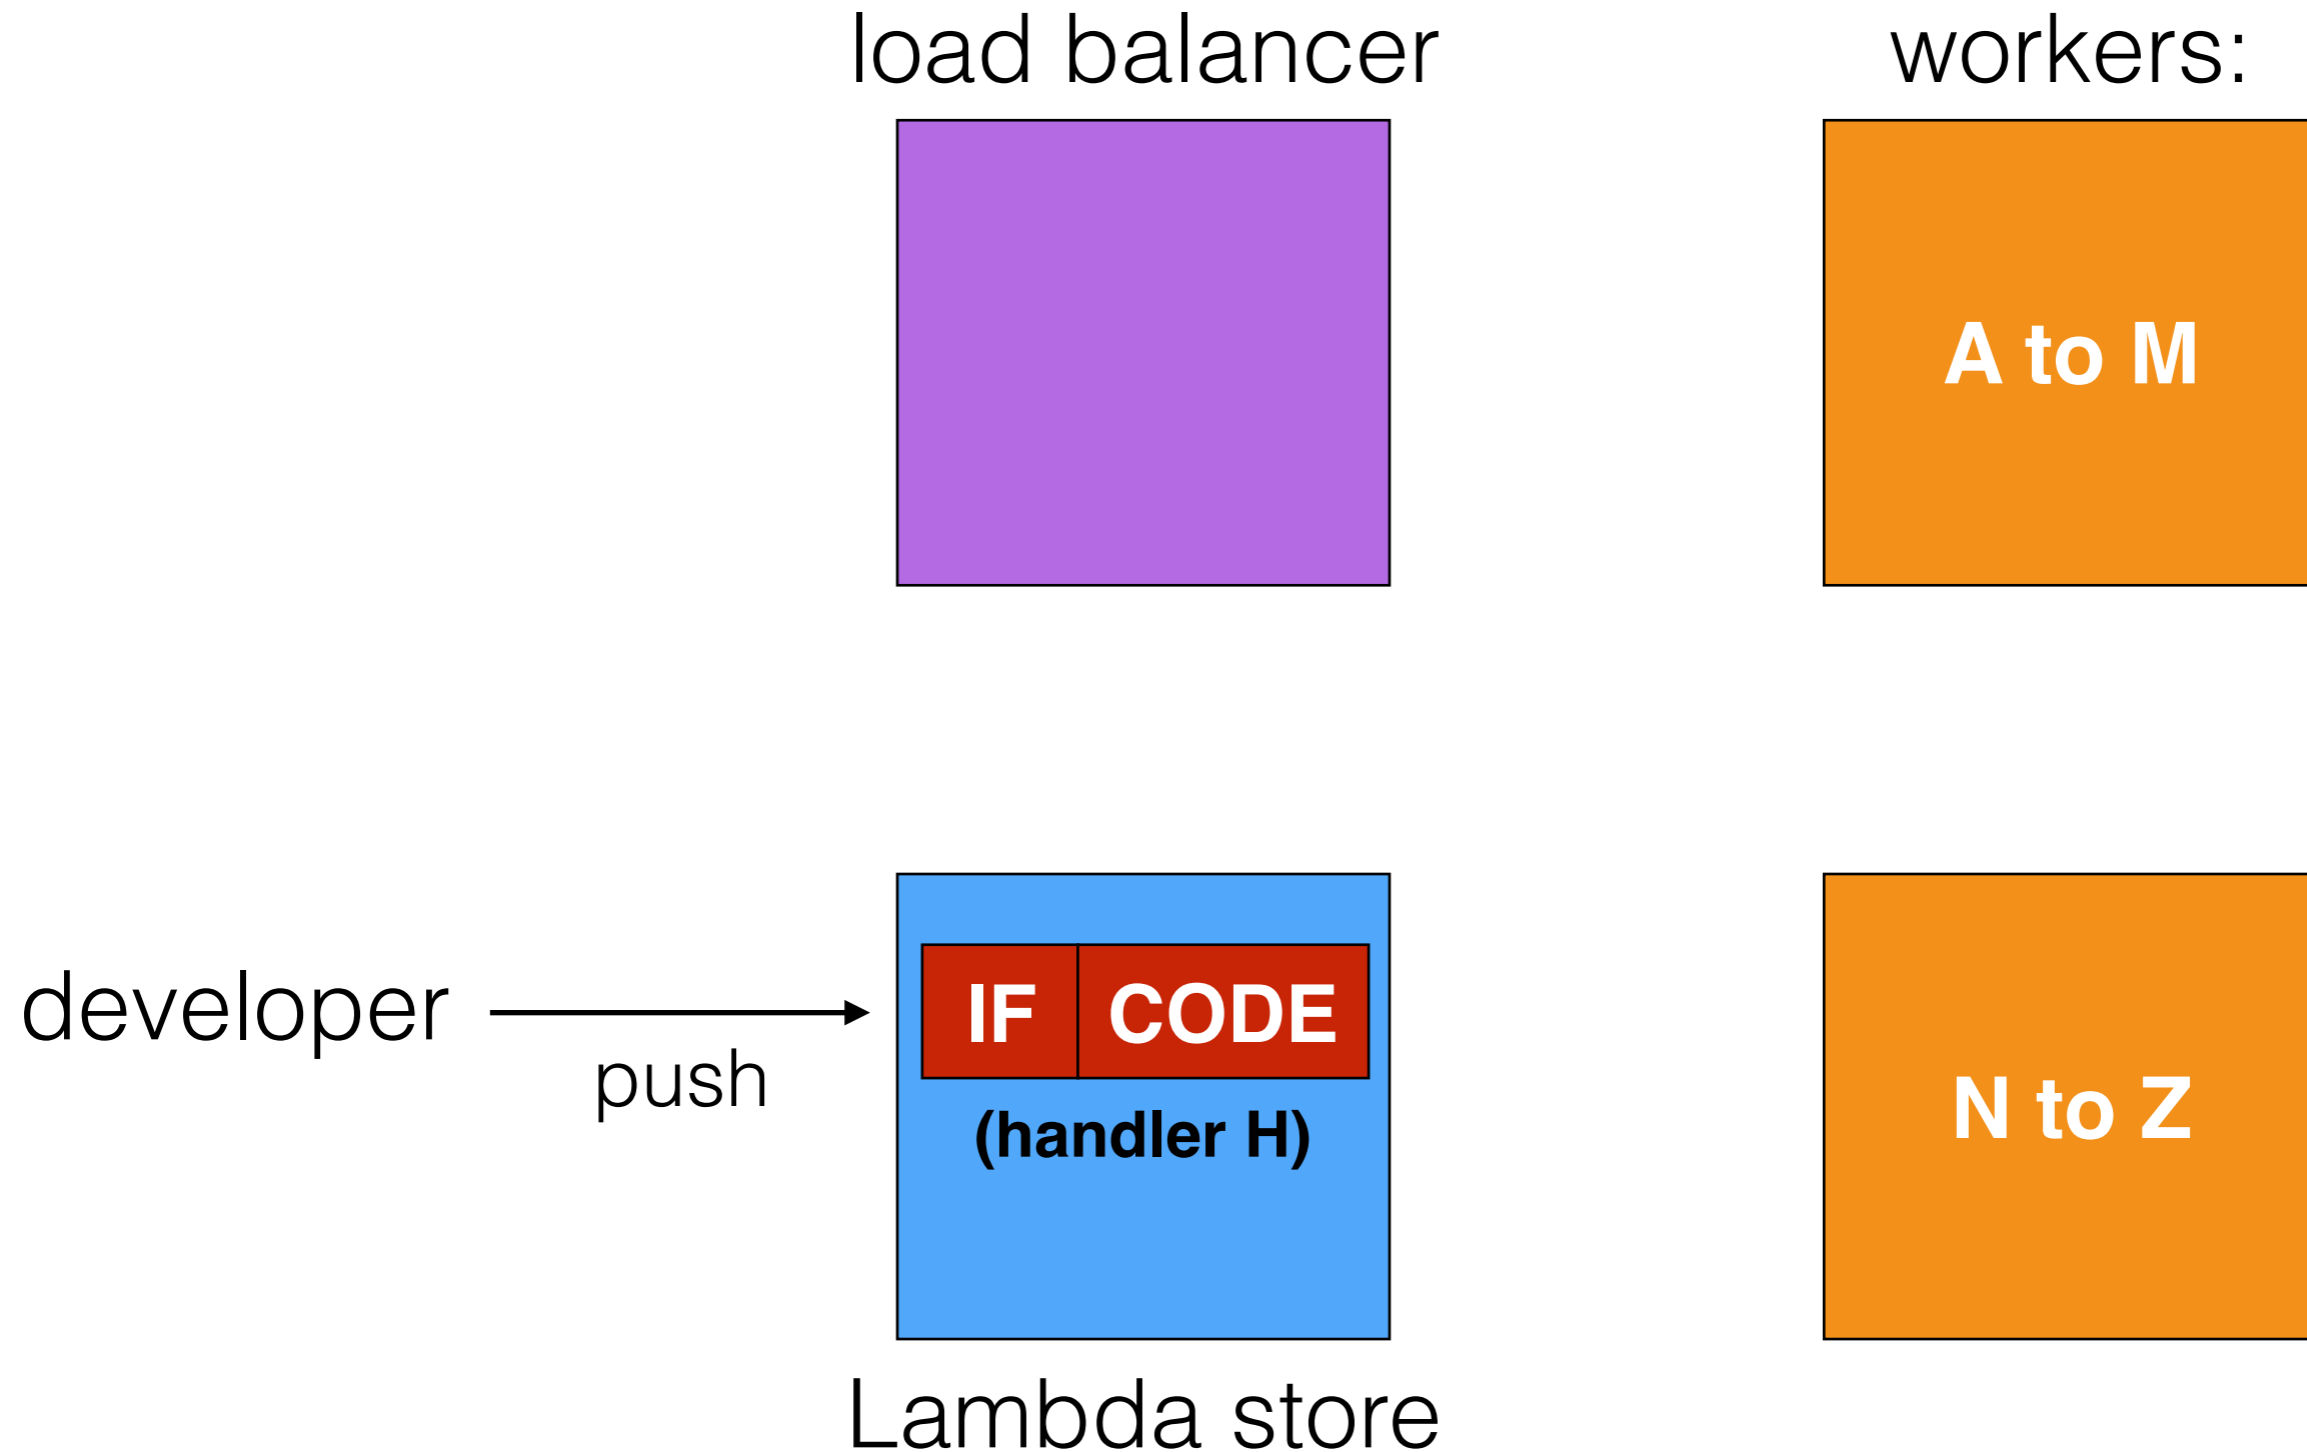 load balancer
workers:
A to M
developer
push
IF CODE
(handler H)
N to Z
Lambda store